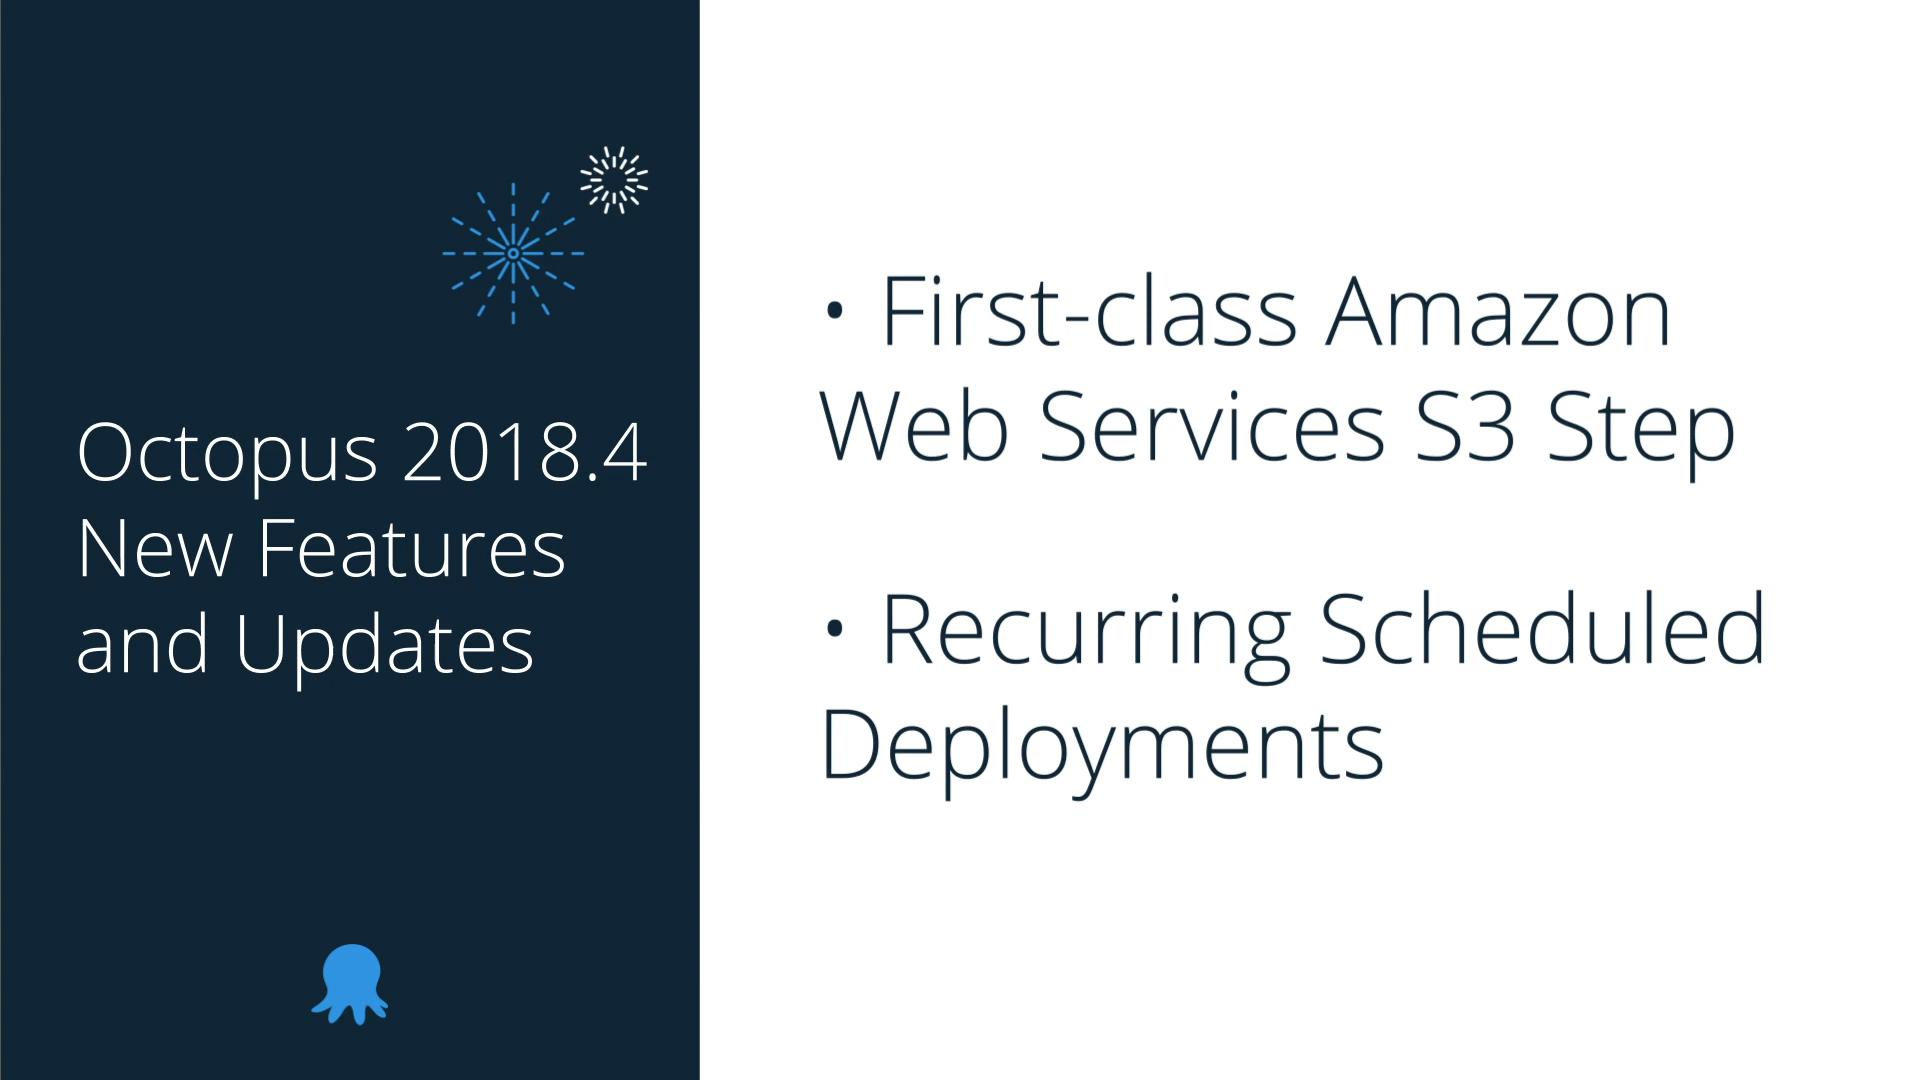 Octopus 2018.4
New Features
and Updates
• First-class Amazon
Web Services S3 Step
• Recurring Scheduled
Deployments